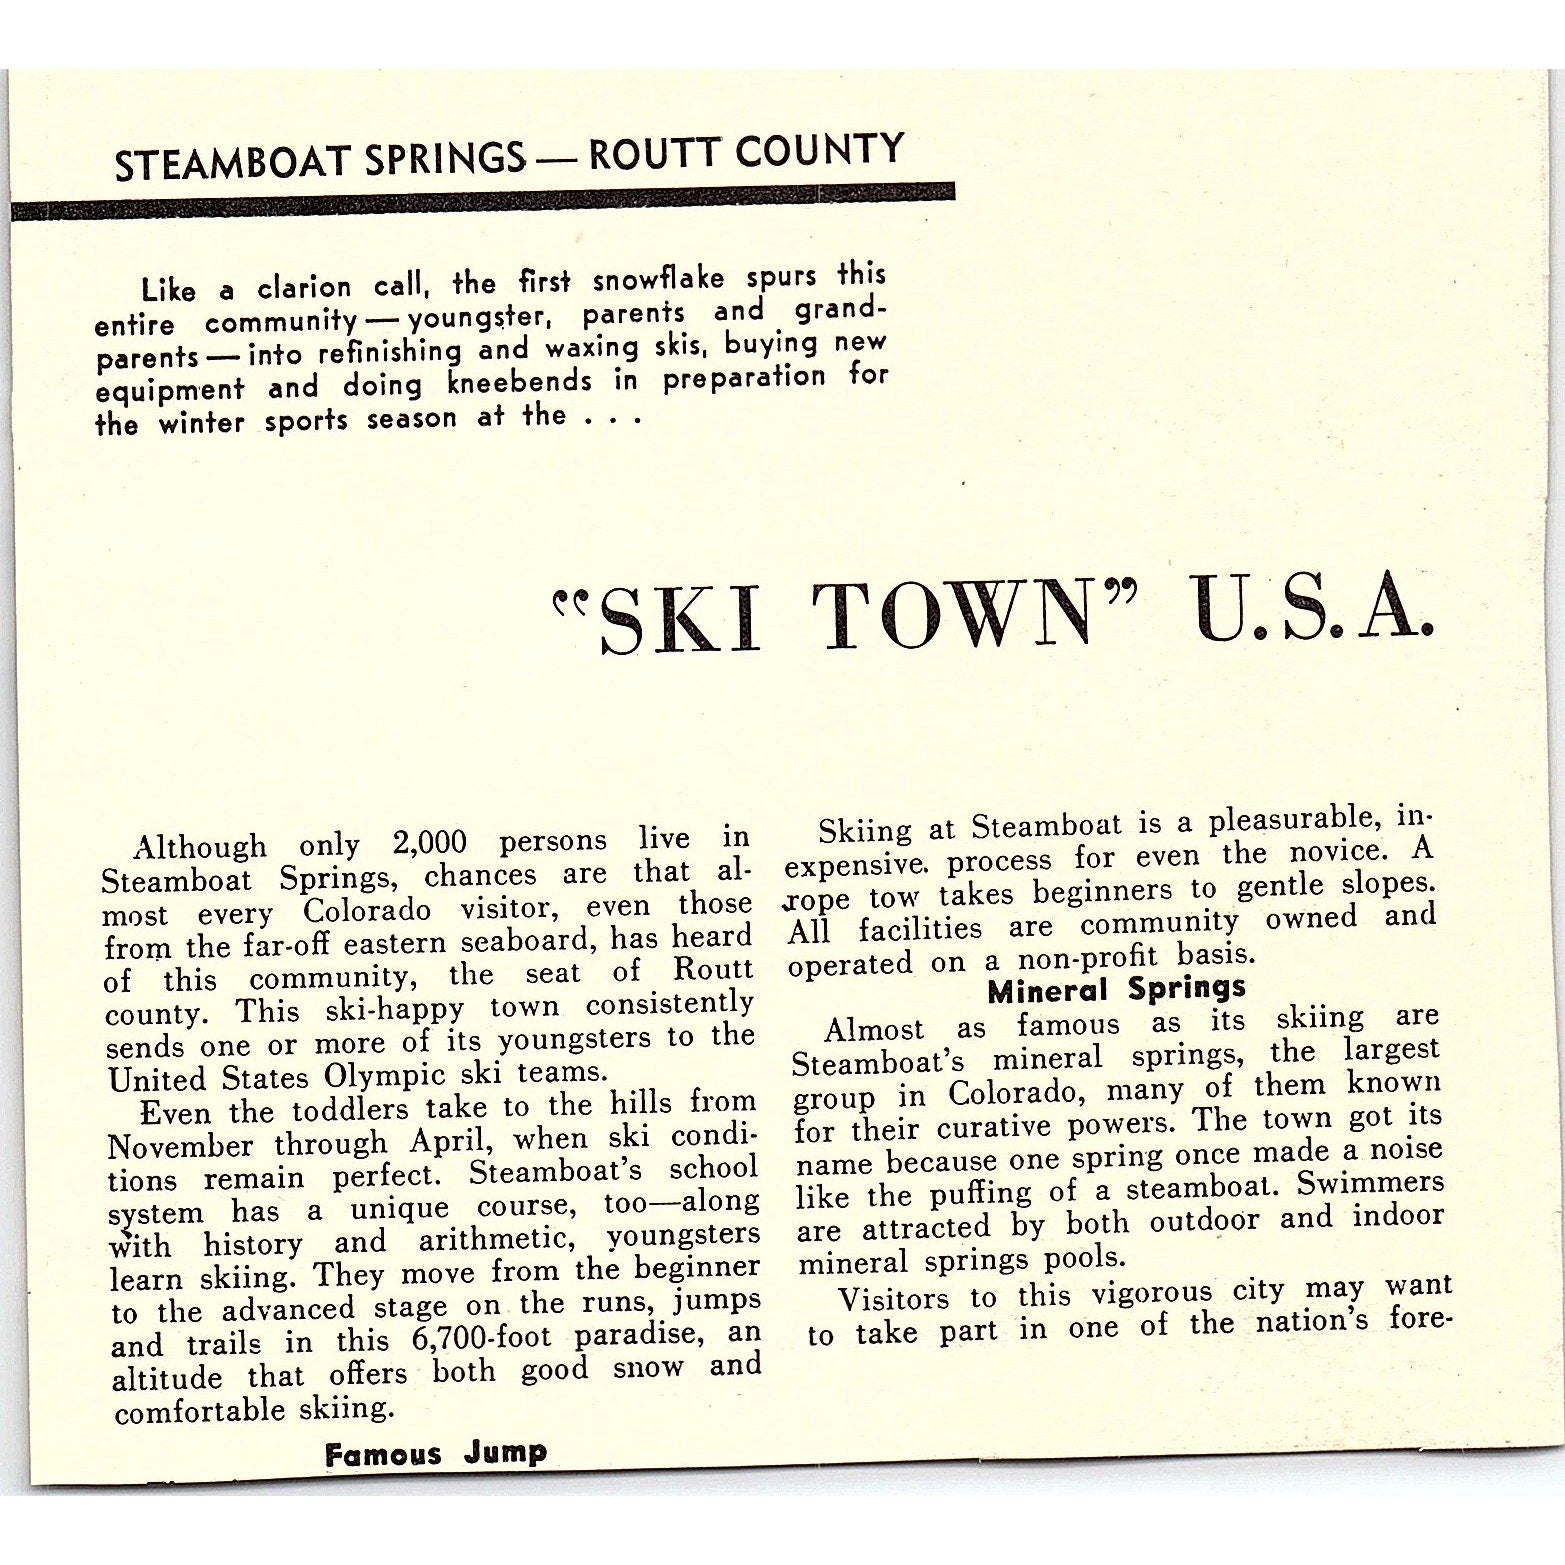 STEAMBOAT SPRINGS — ROUTT COUNTY
Like a clarion call, the first snowflake spurs this
entire community — youngster, parents and grand-
parents — into refinishing and waxing skis, buying new
equipment and doing kneebends in preparation for
the winter sports season at the . . .
“SKI TOWN” U.S.A.
Although only 2,000 persons live in
Steamboat Springs, chances are that al-
most every Colorado visitor, even those
from the far-off eastern seaboard, has heard
of this community, the seat of Routt
county. This ski-happy town consistently
sends one or more of its youngsters to the
United States Olympic ski teams.
Even the toddlers take to the hills from
November through April, when ski condi-
tions remain perfect. Steamboat's school
system has a unique course, too—along
with history and arithmetic, youngsters
learn skiing. They move from the beginner
to the advanced stage on the runs, jumps
and trails in this 6,700-foot paradise, an
altitude that offers both good snow and
comfortable skiing.
Famous Jump
Skiing at Steamboat is a pleasurable, in-
expensive. process for even the novice. A
rope tow takes beginners to gentle slopes.
All facilities are community owned and
operated on a non-profit basis.
Mineral Springs
Almost as famous as its skiing are
Steamboat's mineral springs, the largest
group in Colorado, many of them known
for their curative powers. The town got its
name because one spring once made a noise
like the puffing of a steamboat. Swimmers
are attracted by both outdoor and indoor
mineral springs pools.
Visitors to this vigorous city may want
to take part in one of the nation's fore-